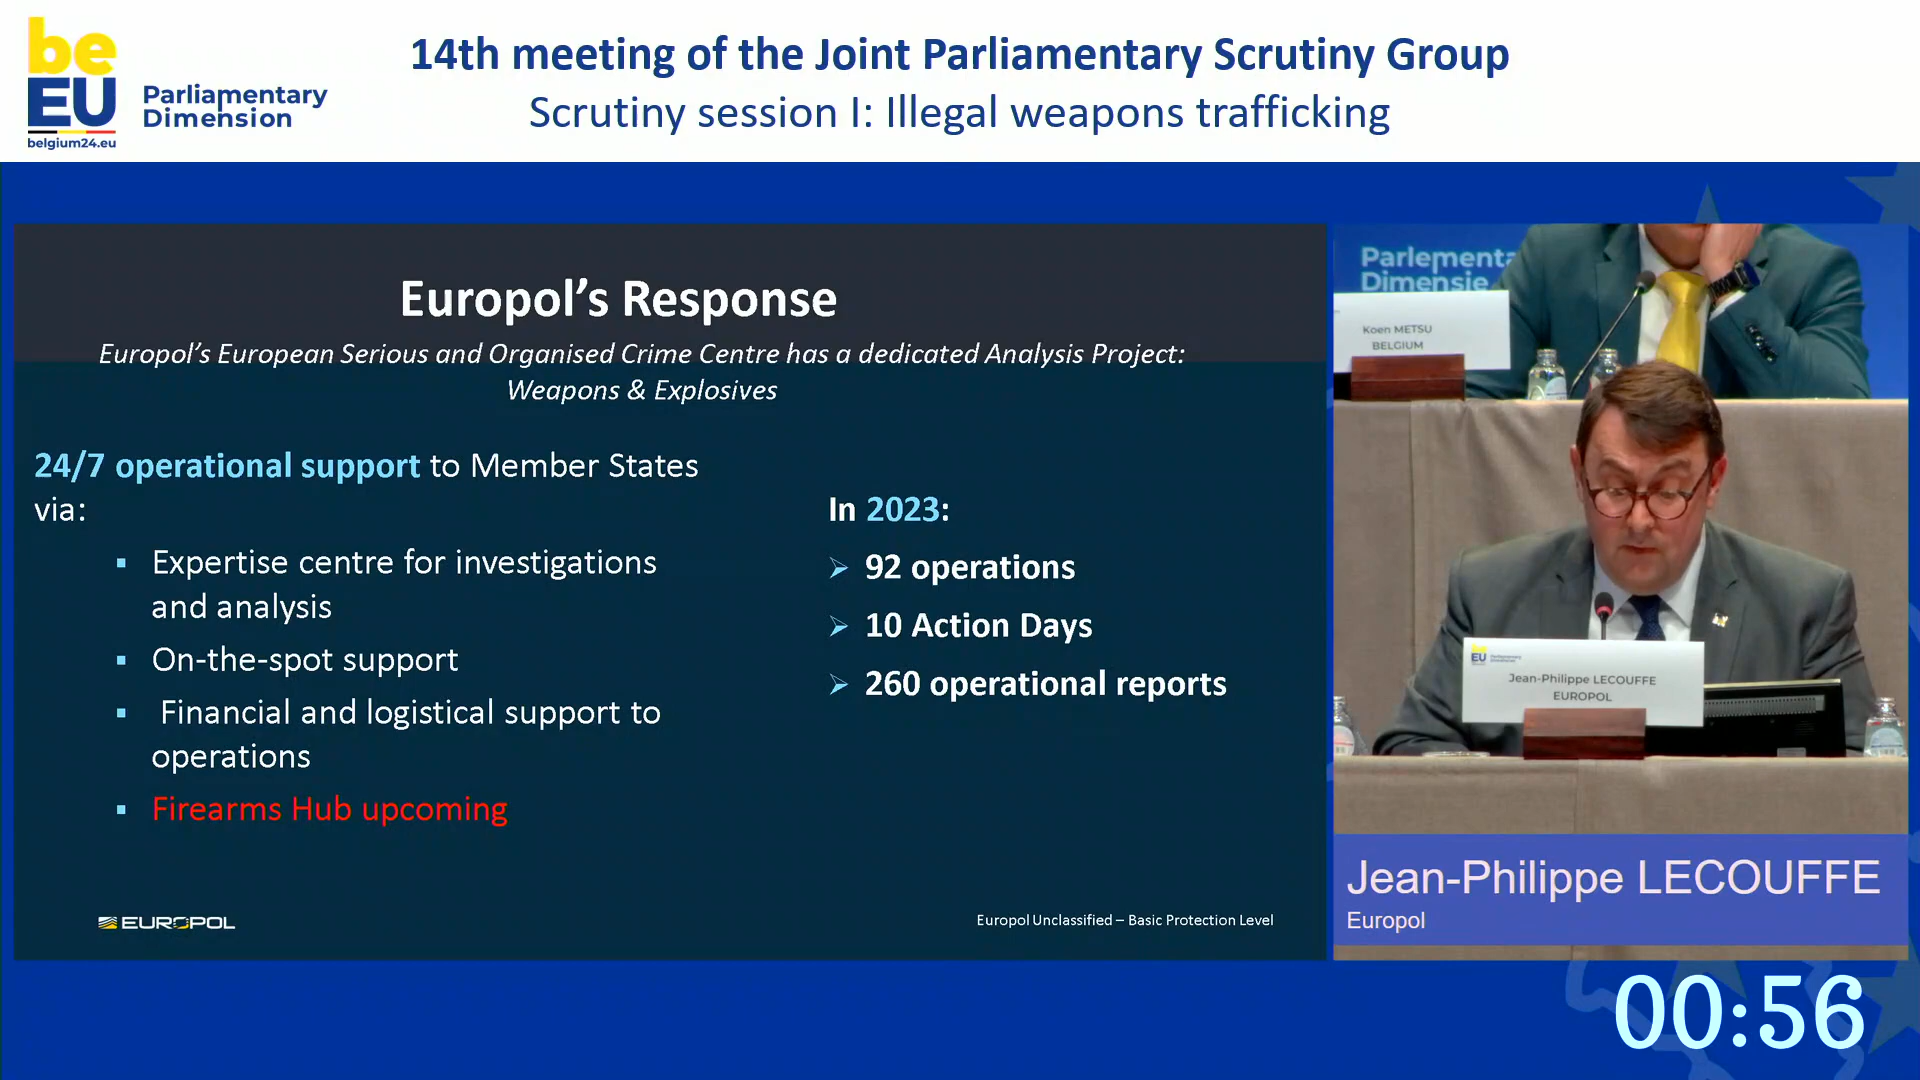 be
EU
belgium24.eu
Parliamentary
Dimension
14th meeting of the Joint Parliamentary Scrutiny Group
Scrutiny session I: Illegal weapons trafficking
Europol’s Response
Europol’s European Serious and Organised Crime Centre has a dedicated Analysis Project:
Weapons & Explosives
24/7 operational support to Member States
via:
▪ Expertise centre for investigations
and analysis
▪ On-the-spot support
▪ Financial and logistical support to
operations
▪ Firearms Hub upcoming
In 2023:
➢ 92 operations
➢ 10 Action Days
➢ 260 operational reports
EUROPOL
Europol Unclassified – Basic Protection Level
Parlementa
Dimensie
Koen METSU
BELGIUM
be
EU
Jean-Philippe LECOUFFE
EUROPOL
Jean-Philippe LECOUFFE
Europol
00:56